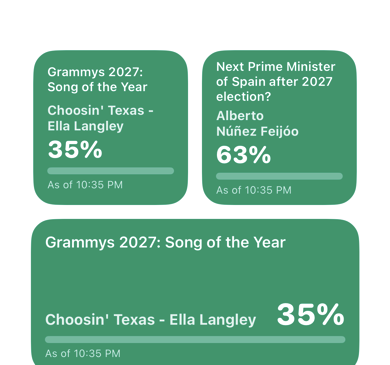 Grammys 2027:
Song of the Year
Choosin' Texas -
Ella Langley
35%
As of 10:35 PM
Next Prime Minister
of Spain after 2027
election?
Alberto
Núñez Feijóo
63%
As of 10:35 PM
Grammys 2027: Song of the Year
Choosin' Texas - Ella Langley 35%
As of 10:35 PM